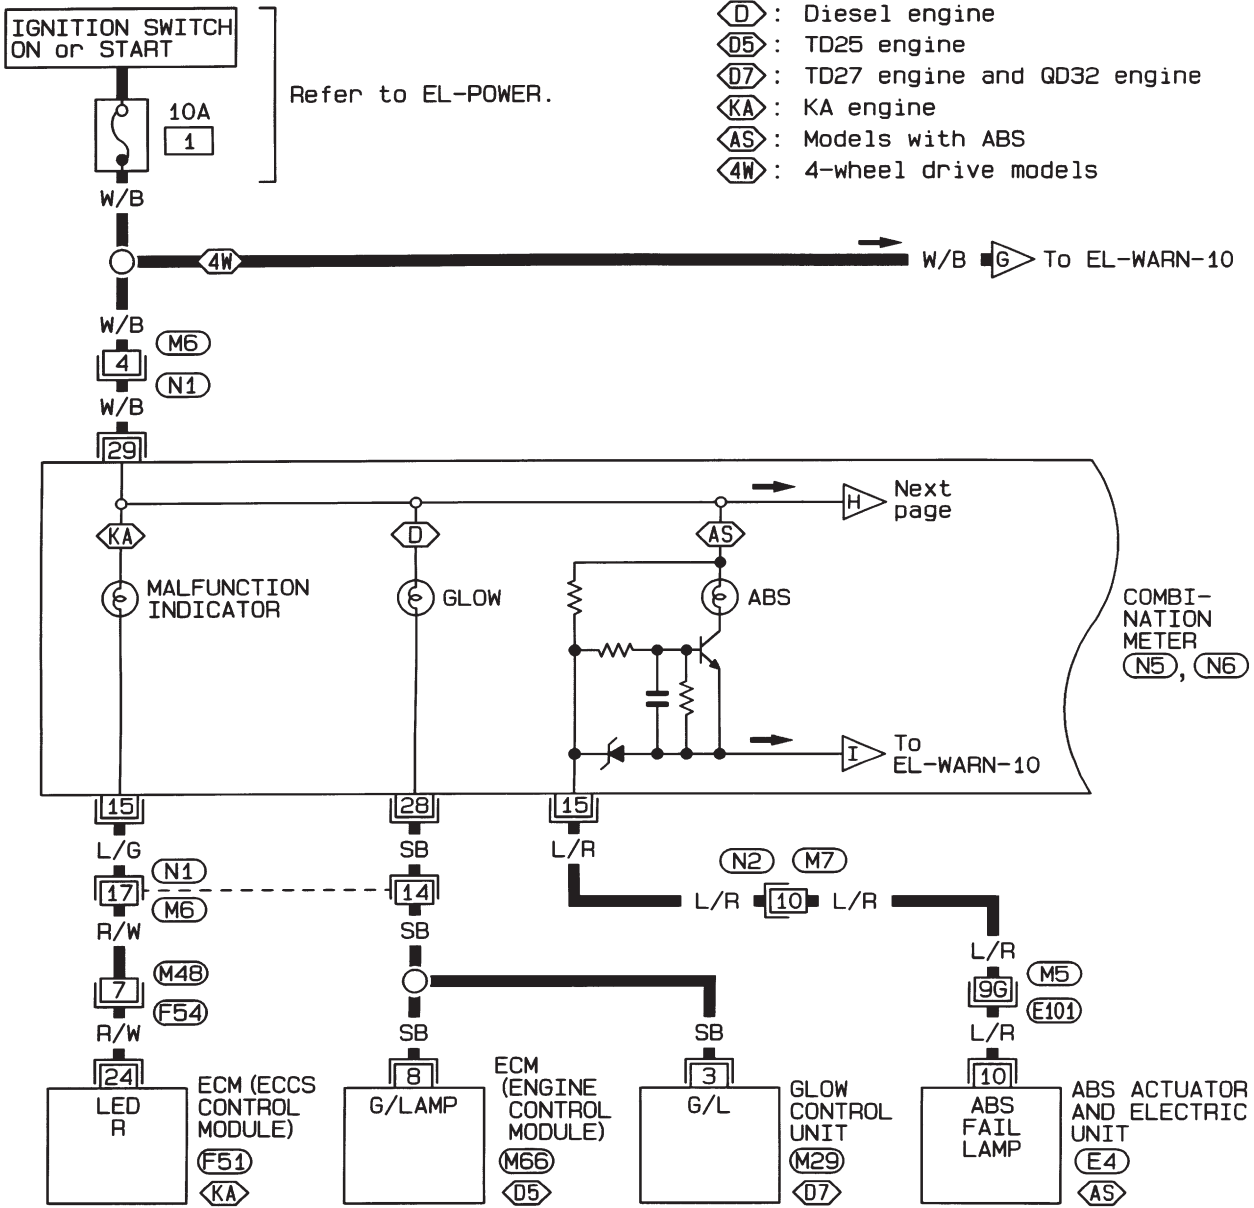 IGNITION SWITCH
ON or START
Refer to EL-POWER.
10A
1
D : Diesel engine
D5 : TD25 engine
D7 : TD27 engine and QD32 engine
KA : KA engine
AS : Models with ABS
4W : 4-wheel drive models
W/B
4W
W/B
G
To EL-WARN-10
W/B
M6
4
N1
W/B
29
H
Next
page
KA
D
AS
MALFUNCTION
INDICATOR
GLOW
ABS
COMBI-
NATION
METER
N5, N6
I
To
EL-WARN-10
15
28
15
L/G
SB
L/R
N1
17
14
M6
N2
M7
L/R
10
L/R
R/W
SB
L/R
M48
7
F54
M5
9G
E101
R/W
SB
SB
L/R
24
8
3
10
LED
R
ECM (ECCS
CONTROL
MODULE)
F51
KA
G/LAMP
ECM
(ENGINE
CONTROL
MODULE)
M66
D5
G/L
GLOW
CONTROL
UNIT
M29
D7
ABS
FAIL
LAMP
ABS ACTUATOR
AND ELECTRIC
UNIT
E4
AS